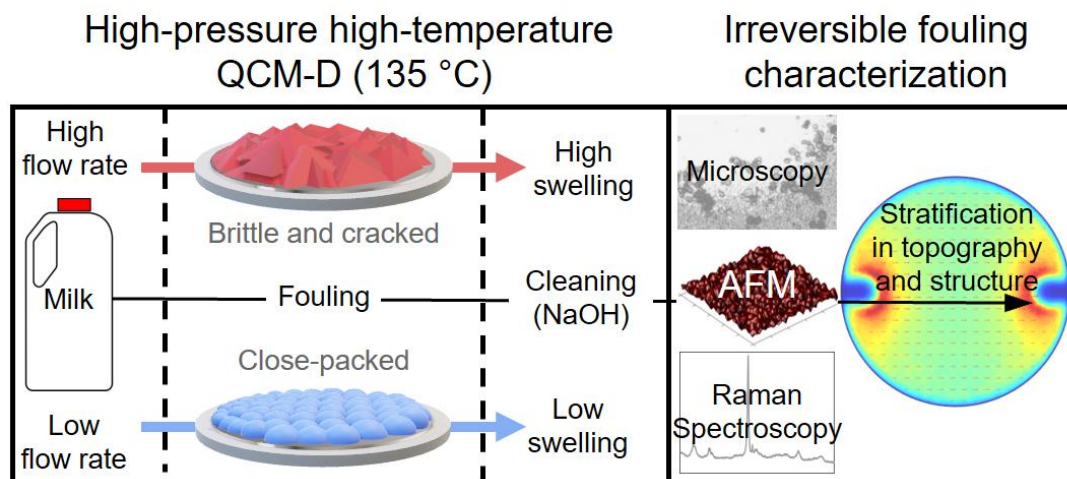 High-pressure high-temperature
QCM-D (135 °C)
Irreversible fouling
characterization
High
flow rate
Brittle and cracked
High
swelling
Milk
Fouling
Cleaning
(NaOH)
Close-packed
Low
flow rate
Low
swelling
Microscopy
AFM
Raman
Spectroscopy
Stratification
in topography
and structure